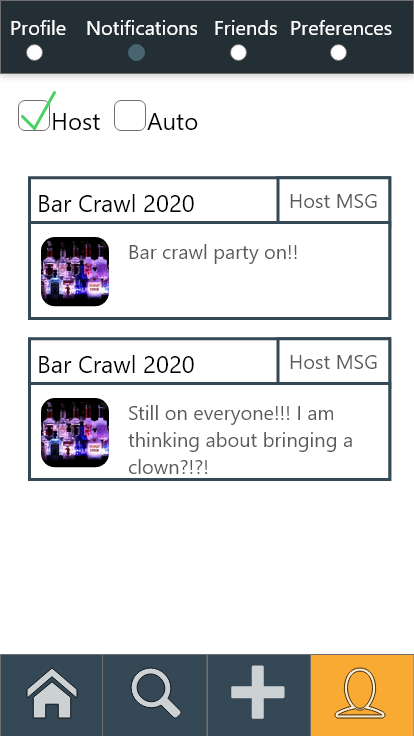 Profile Notifications Friends Preferences
Host Auto
Bar Crawl 2020 Host MSG
Bar crawl party on!!
Bar Crawl 2020 Host MSG
Still on everyone!!! I am
thinking about bringing a
clown?!?!